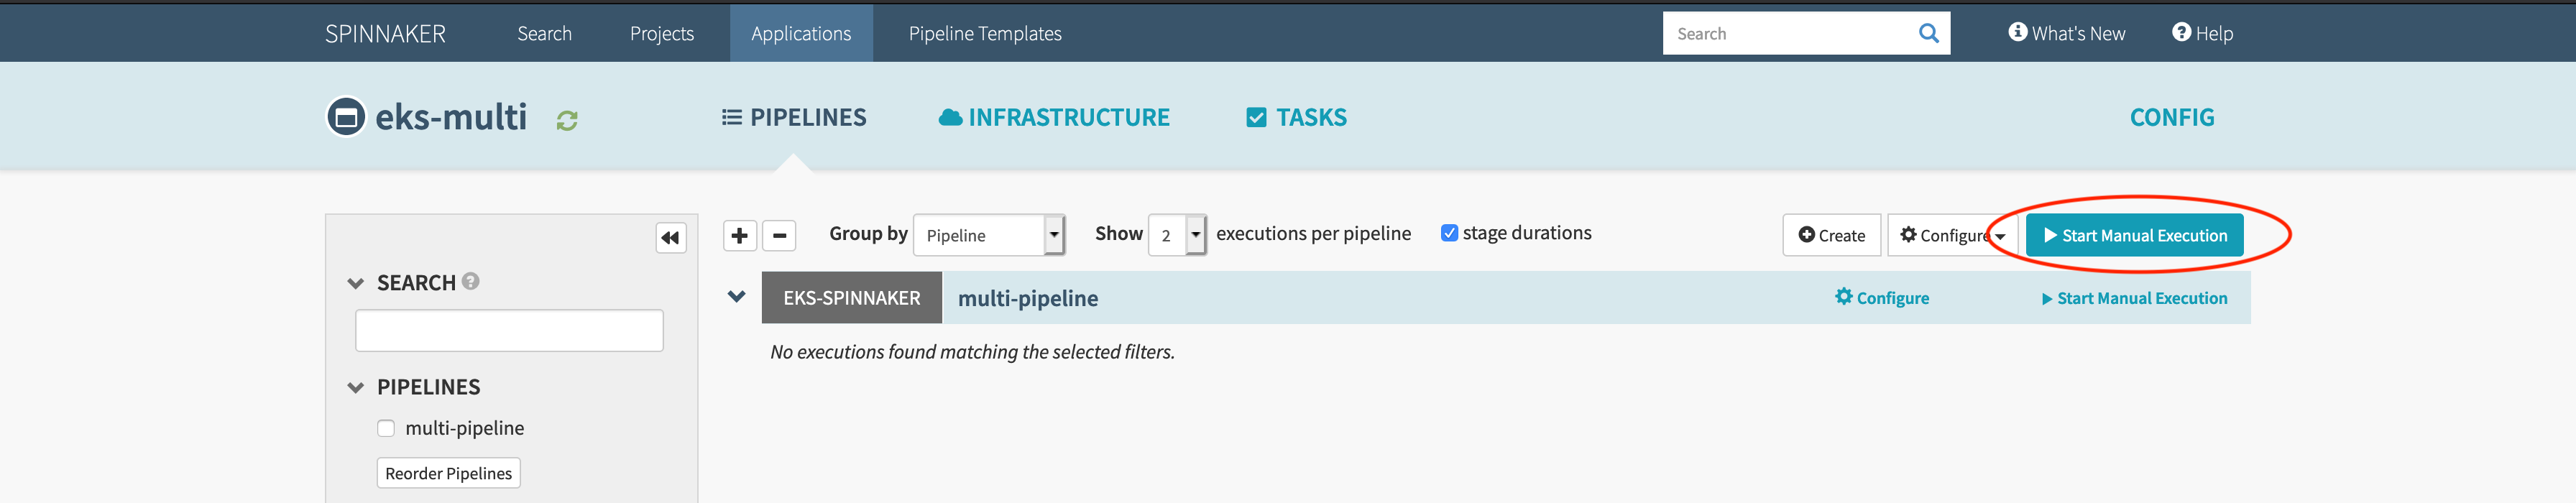 SPINNAKER Search Projects Applications Pipeline Templates Search What's New Help
eks-multi PIPELINES INFRASTRUCTURE TASKS CONFIG
Group by Pipeline Show 2 executions per pipeline stage durations Create Configure Start Manual Execution
SEARCH
EKS-SPINNAKER multi-pipeline Configure Start Manual Execution
No executions found matching the selected filters.
PIPELINES
multi-pipeline
Reorder Pipelines